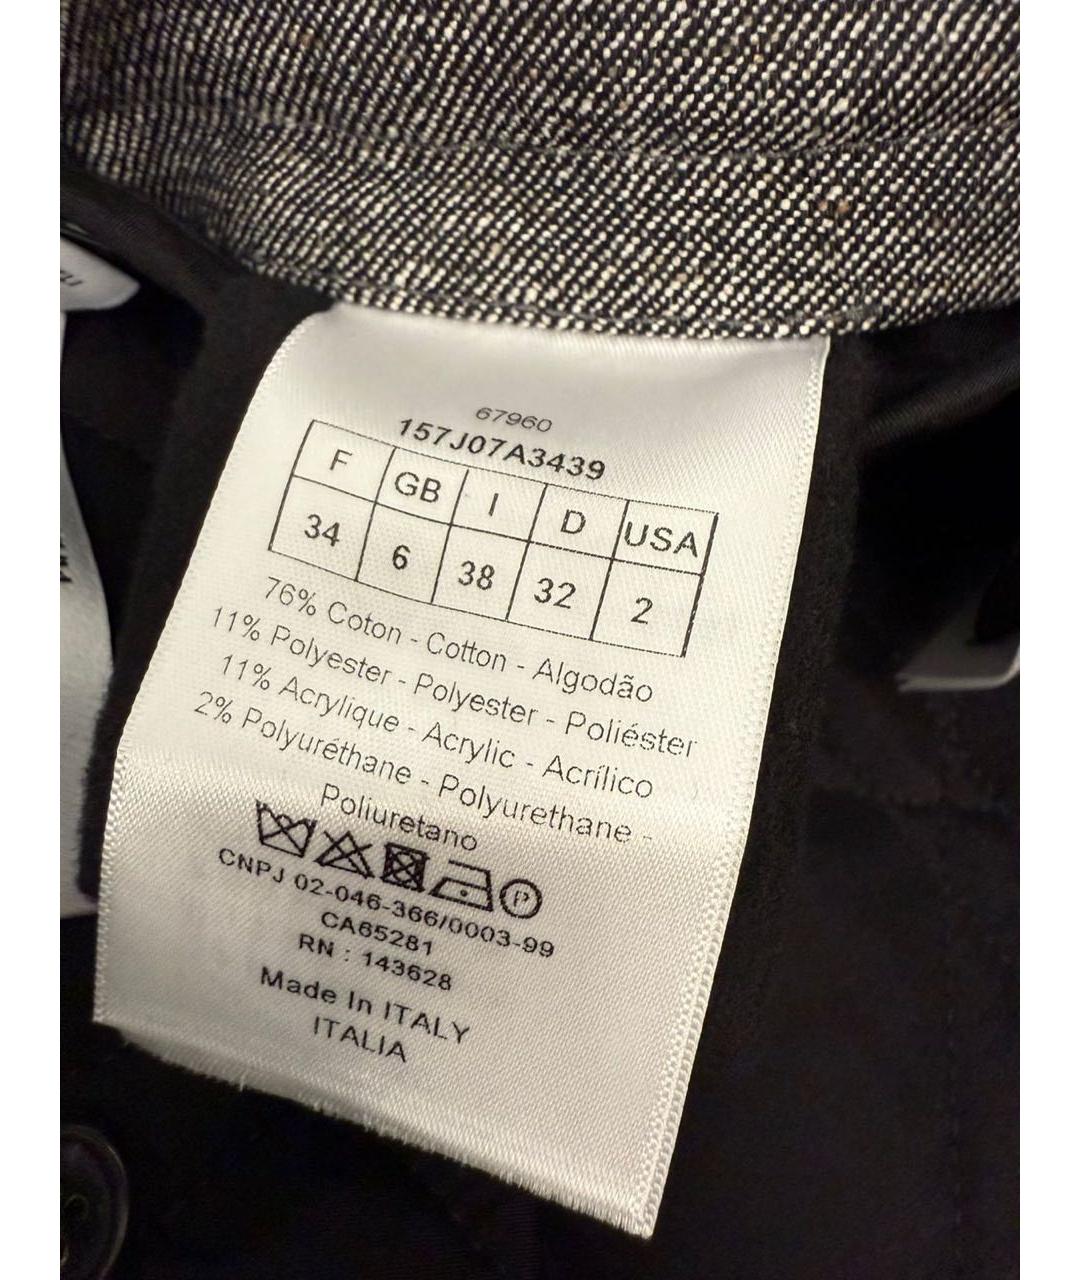 67960
157J07A3439
F GB I D USA
34 6 38 32 2
76% Coton - Cotton - Algodão
11% Polyester - Polyester - Poliéster
11% Acrylique - Acrylic - Acrílico
2% Polyuréthane - Polyurethane -
Poliuretano
P
CNPJ 02-046-366/0003-99
CA65281
RN : 143628
Made In ITALY
ITALIA